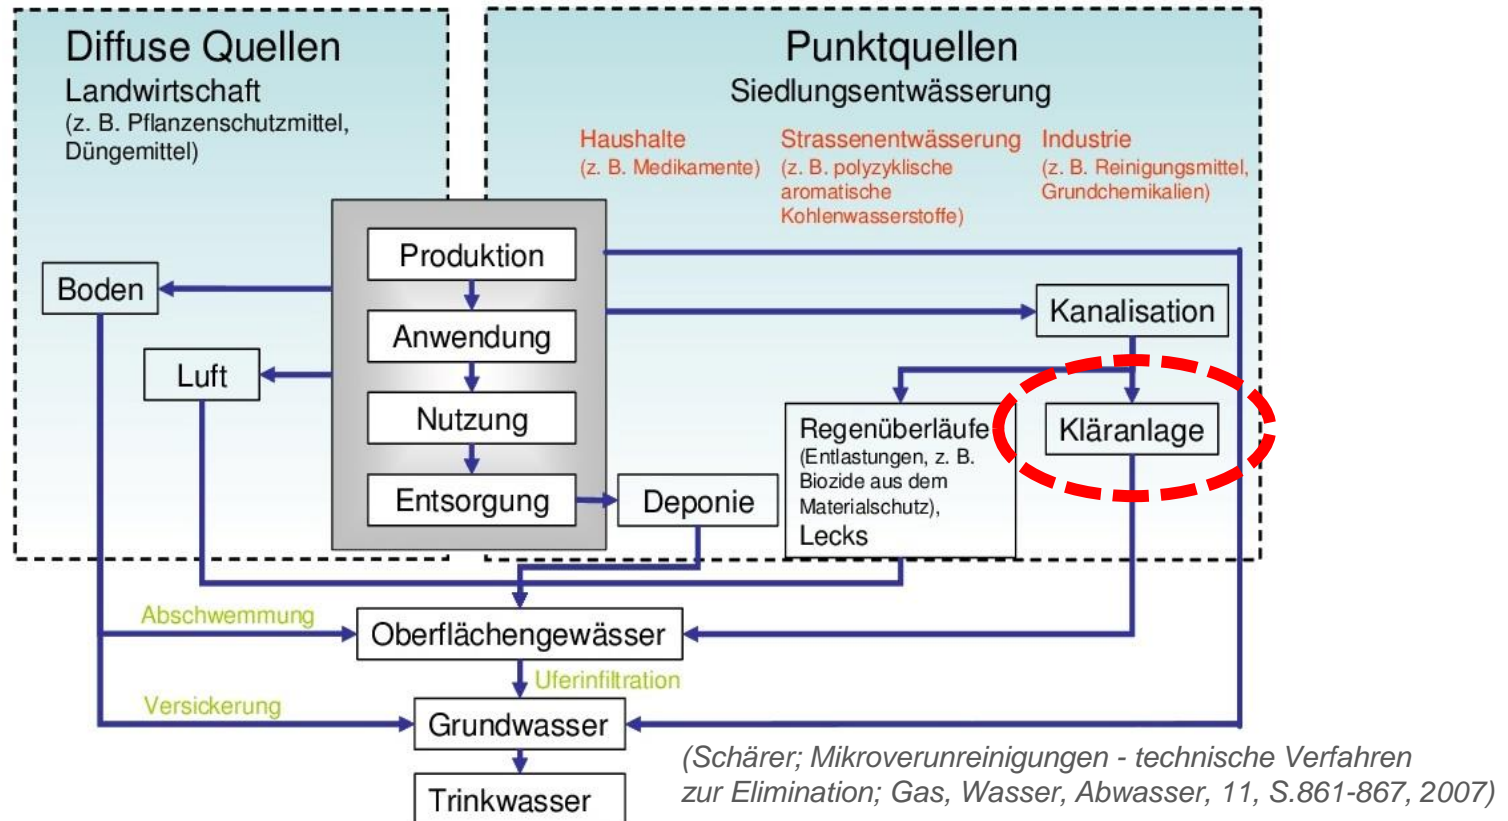 Diffuse Quellen
Landwirtschaft
(z. B. Pflanzenschutzmittel,
Düngemittel)
Punktquellen
Siedlungsentwässerung
Haushalte
(z. B. Medikamente)
Strassenentwässerung
(z. B. polyzyklische
aromatische
Kohlenwasserstoffe)
Industrie
(z. B. Reinigungsmittel,
Grundchemikalien)
Produktion
Boden
Kanalisation
Anwendung
Luft
Nutzung
Regenüberläufe
(Entlastungen, z. B.
Biozide aus dem
Materialschutz),
Lecks
Kläranlage
Entsorgung
Deponie
Abschwemmung
Oberflächengewässer
Uferinfiltration
Versickerung
Grundwasser
Trinkwasser
(Schärer; Mikroverunreinigungen - technische Verfahren
zur Elimination; Gas, Wasser, Abwasser, 11, S.861-867, 2007)